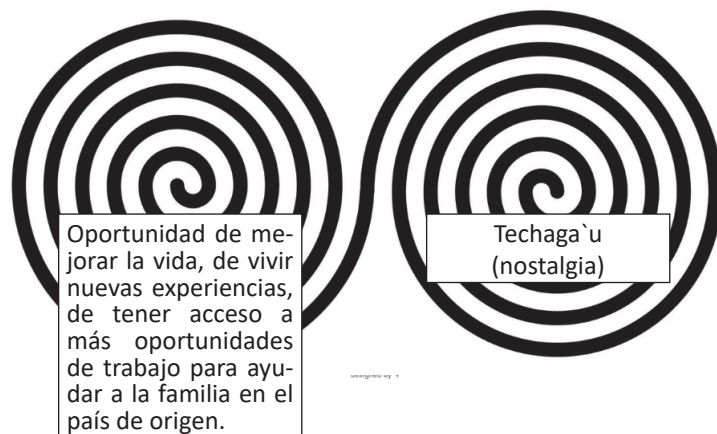 Oportunidad de me-
jorar la vida, de vivir
nuevas experiencias,
de tener acceso a
más oportunidades
de trabajo para ayu-
dar a la familia en el
país de origen.
Techaga`u
(nostalgia)